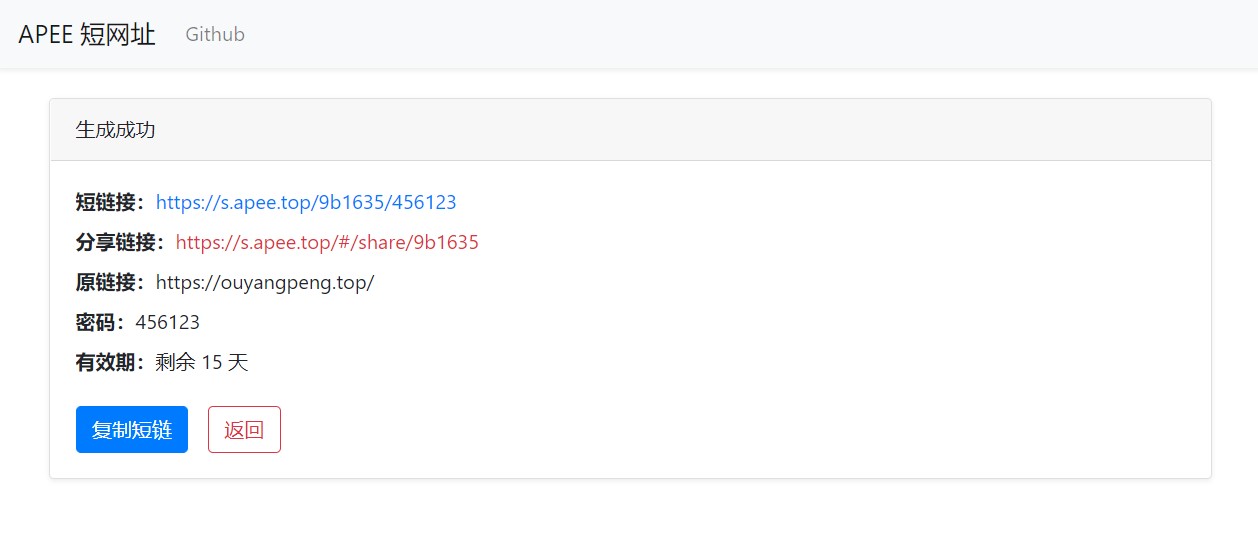 APEE 短网址 Github
生成成功
短链接：https://s.apee.top/9b1635/456123
分享链接：https://s.apee.top/#/share/9b1635
原链接：https://ouyangpeng.top/
密码：456123
有效期：剩余 15 天
复制短链 返回